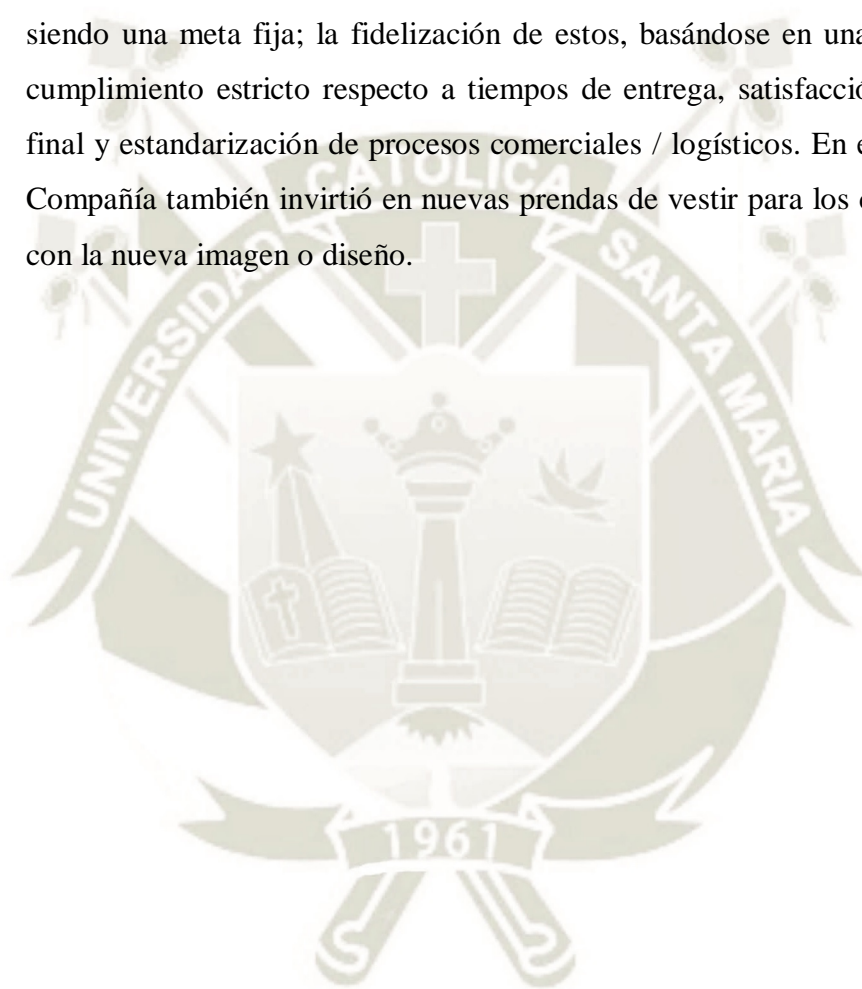 siendo una meta fija; la fidelización de estos, basándose en una
cumplimiento estricto respecto a tiempos de entrega, satisfacció
final y estandarización de procesos comerciales / logísticos. En e
Compañía también invirtió en nuevas prendas de vestir para los
con la nueva imagen o diseño.
UNIVERSIDAD CATOLICA SANTA MARIA
1961